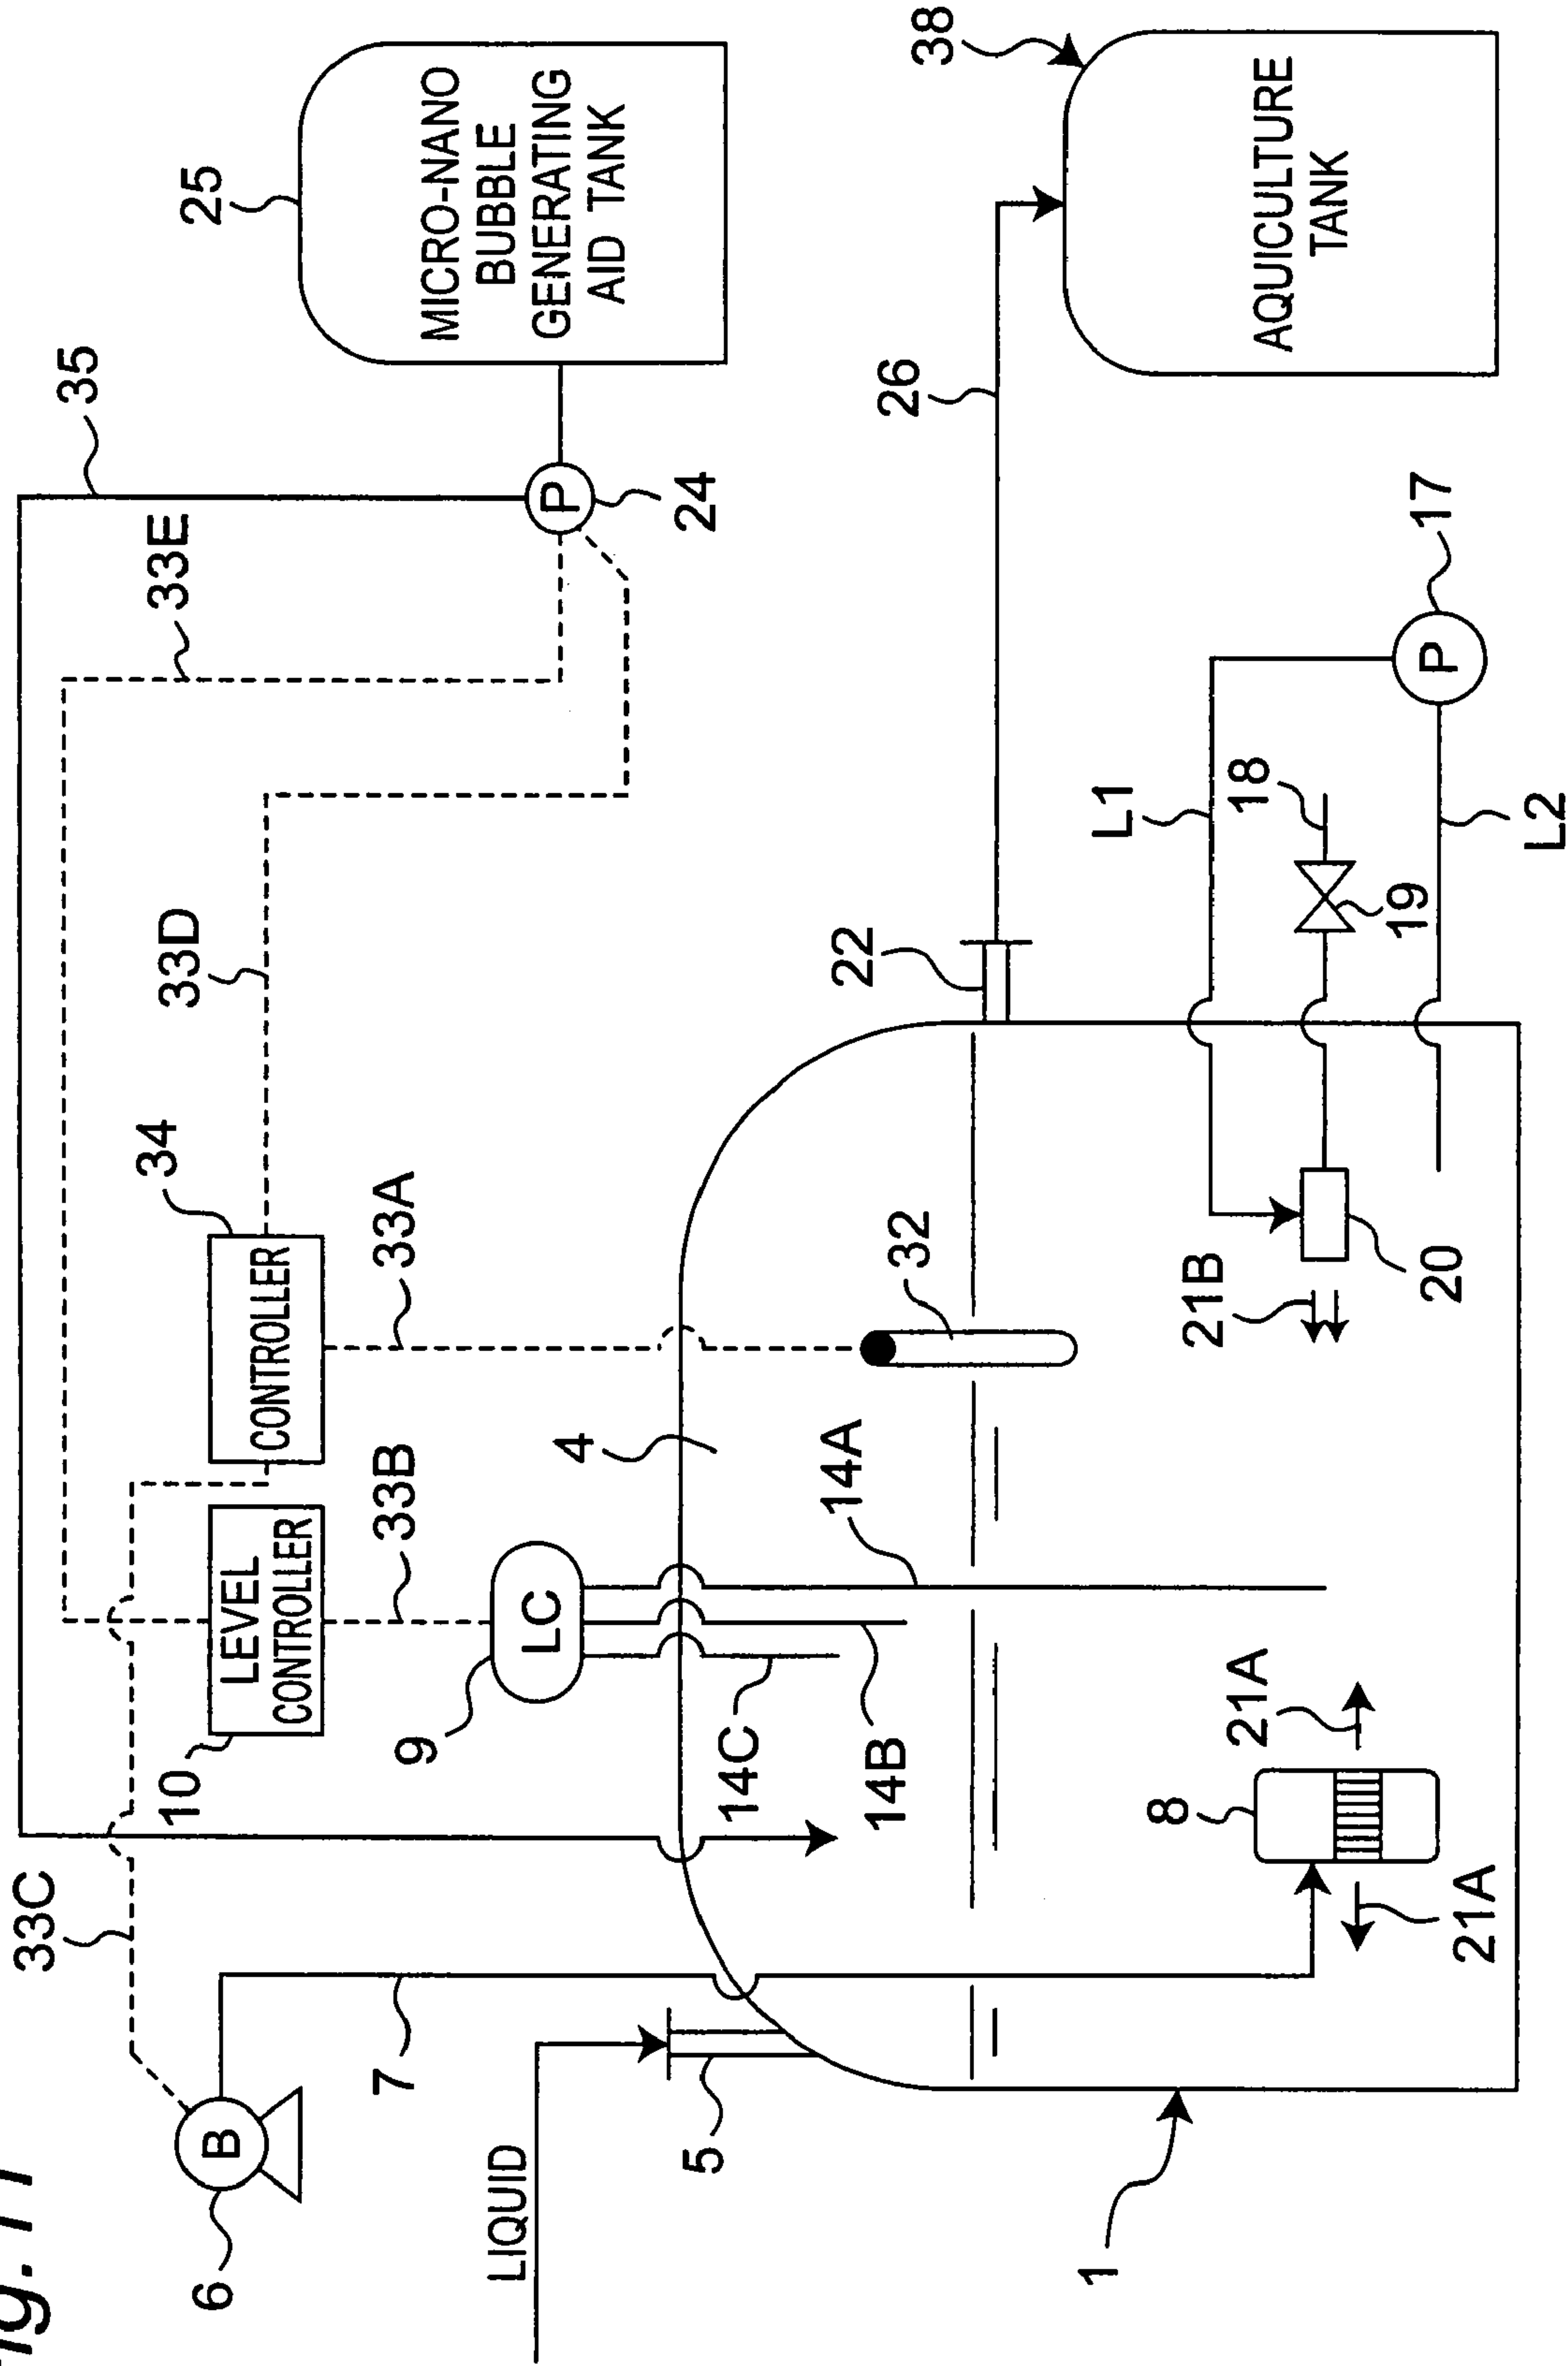 Fig. 11
33C
33E
35
25
MICRO-NANO
BUBBLE
GENERATING
AID TANK
10
LEVEL
CONTROLLER
34
CONTROLLER
33D
6
B
7
9
LC
33B
33A
P
24
LIQUID
5
14C
14B
4
14A
32
22
26
38
AQUICULTURE
TANK
1
8
21A
21A
21B
20
L1
18
19
L2
P
17